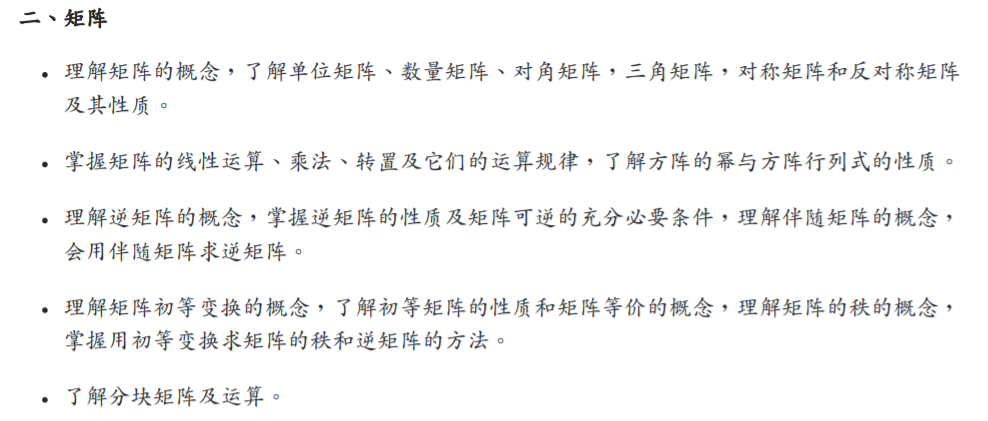 二、矩阵
• 理解矩阵的概念，了解单位矩阵、数量矩阵、对角矩阵，三角矩阵，对称矩阵和反对称矩阵
及其性质。
• 掌握矩阵的线性运算、乘法、转置及它们的运算规律，了解方阵的幂与方阵行列式的性质。
• 理解逆矩阵的概念，掌握逆矩阵的性质及矩阵可逆的充分必要条件，理解伴随矩阵的概念，
会用伴随矩阵求逆矩阵。
• 理解矩阵初等变换的概念，了解初等矩阵的性质和矩阵等价的概念，理解矩阵的秩的概念，
掌握用初等变换求矩阵的秩和逆矩阵的方法。
• 了解分块矩阵及运算。